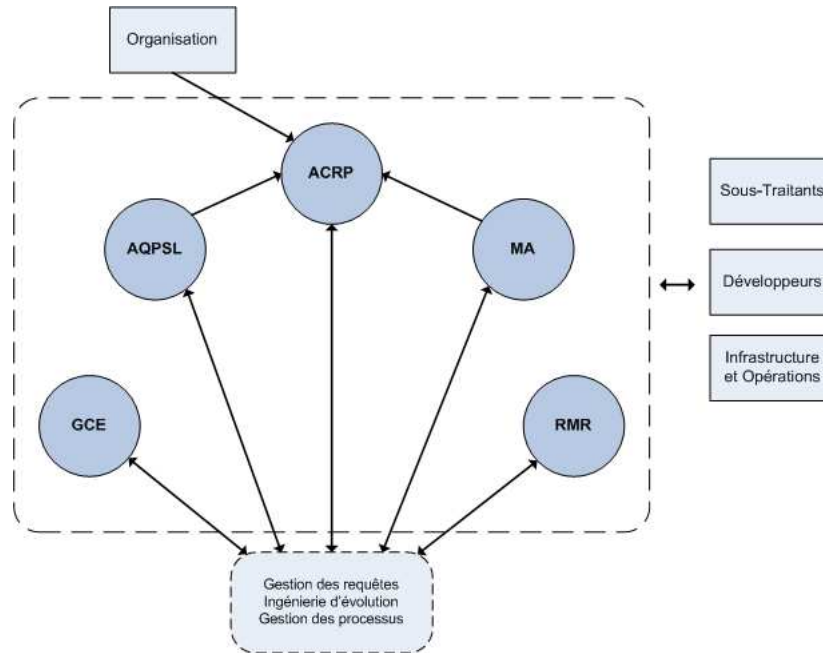 Organisation
ACRP
AQPSL
MA
Sous-Traitants
Développeurs
Infrastructure
et Opérations
GCE
RMR
Gestion des requêtes
Ingénierie d'évolution
Gestion des processus